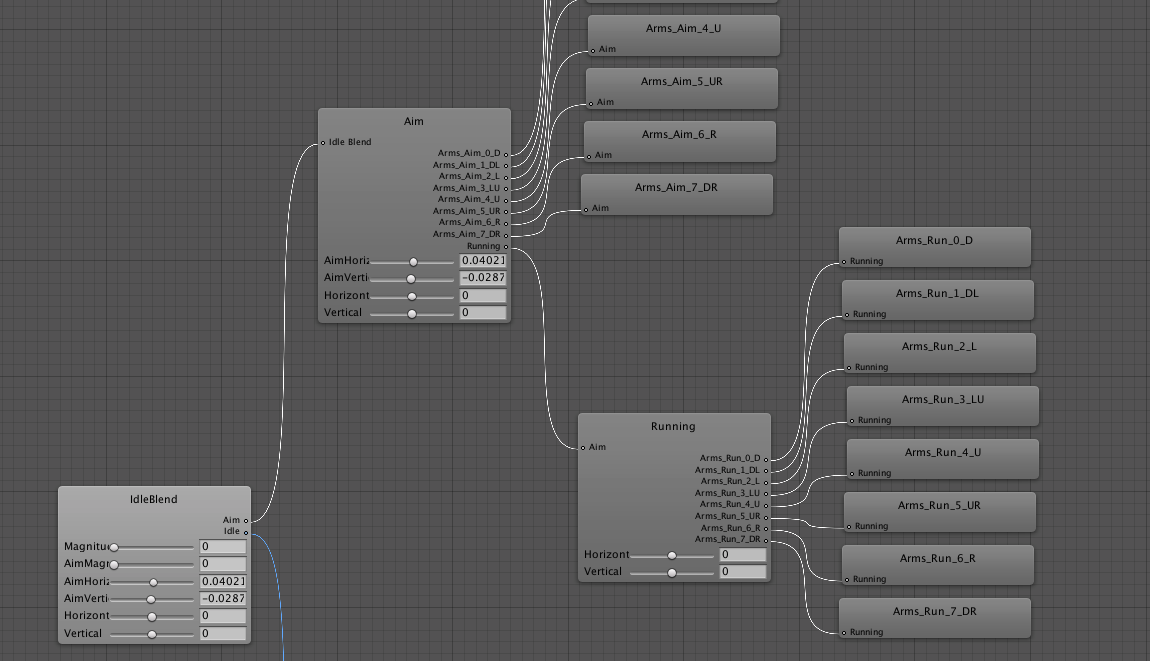 Arms_Aim_4_U
Aim
Arms_Aim_5_UR
Aim
Arms_Aim_6_R
Aim
Arms_Aim_7_DR
Aim
Aim
Idle Blend
Arms_Aim_0_D
Arms_Aim_1_DL
Arms_Aim_2_L
Arms_Aim_3_LU
Arms_Aim_4_U
Arms_Aim_5_UR
Arms_Aim_6_R
Arms_Aim_7_DR
Running
AimHoriz 0.04021
AimVerti -0.0287
Horizont 0
Vertical 0
Arms_Run_0_D
Running
Arms_Run_1_DL
Running
Arms_Run_2_L
Running
Arms_Run_3_LU
Running
Arms_Run_4_U
Running
Arms_Run_5_UR
Running
Arms_Run_6_R
Running
Arms_Run_7_DR
Running
Running
Aim
Arms_Run_0_D
Arms_Run_1_DL
Arms_Run_2_L
Arms_Run_3_LU
Arms_Run_4_U
Arms_Run_5_UR
Arms_Run_6_R
Arms_Run_7_DR
Horizont 0
Vertical 0
IdleBlend
Aim
Idle
Magnitu 0
AimMagr 0
AimHoriz 0.04021
AimVerti -0.0287
Horizont 0
Vertical 0